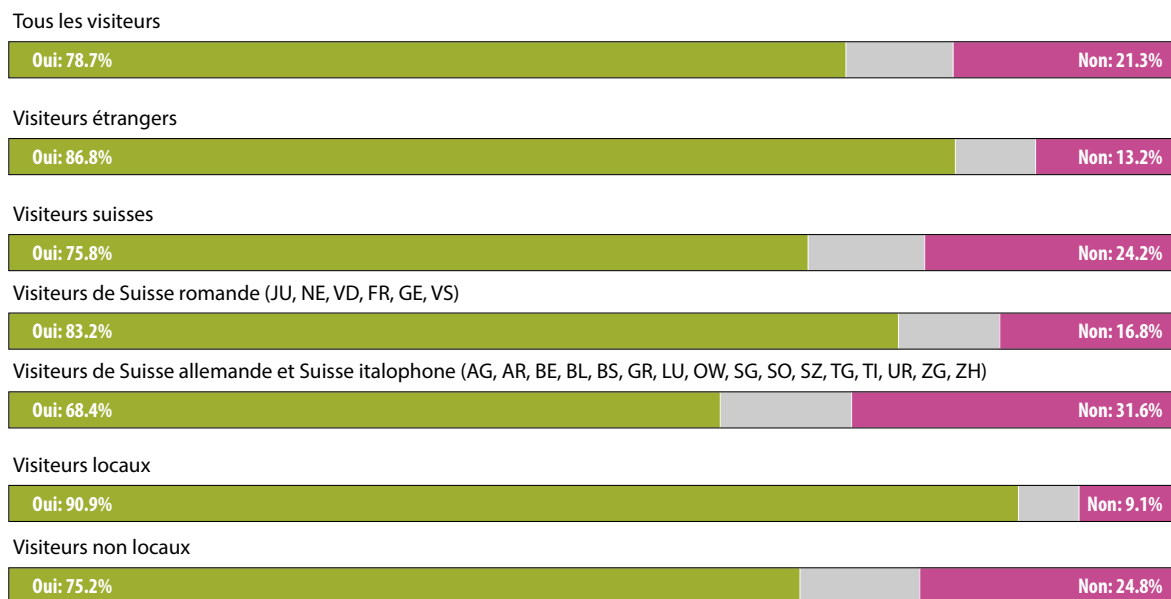 Tous les visiteurs
Oui: 78.7% Non: 21.3%
Visiteurs étrangers
Oui: 86.8% Non: 13.2%
Visiteurs suisses
Oui: 75.8% Non: 24.2%
Visiteurs de Suisse romande (JU, NE, VD, FR, GE, VS)
Oui: 83.2% Non: 16.8%
Visiteurs de Suisse allemande et Suisse italophone (AG, AR, BE, BL, BS, GR, LU, OW, SG, SO, SZ, TG, TI, UR, ZG, ZH)
Oui: 68.4% Non: 31.6%
Visiteurs locaux
Oui: 90.9% Non: 9.1%
Visiteurs non locaux
Oui: 75.2% Non: 24.8%